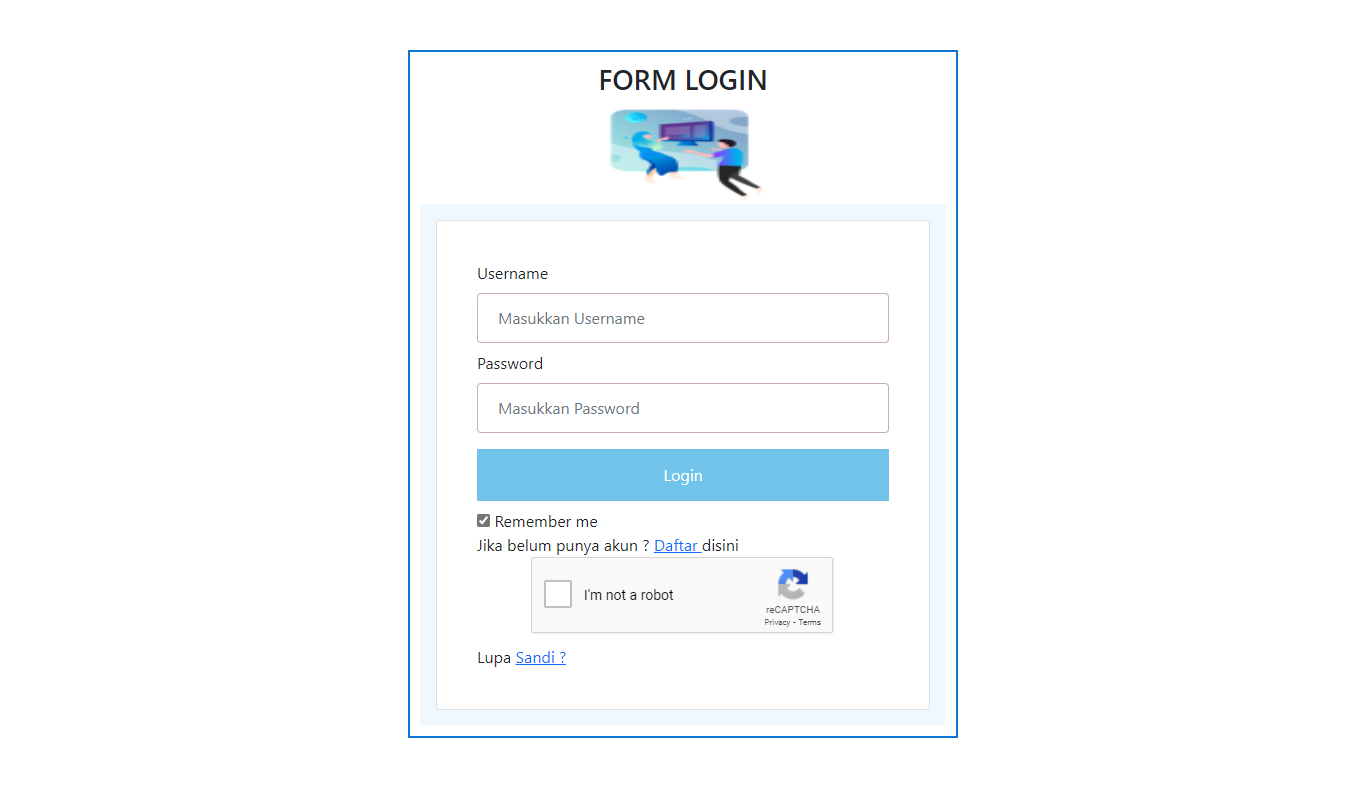 FORM LOGIN
Username
Masukkan Username
Password
Masukkan Password
Login
Remember me
Jika belum punya akun ? Daftar disini
I'm not a robot
reCAPTCHA
Privacy - Terms
Lupa Sandi ?